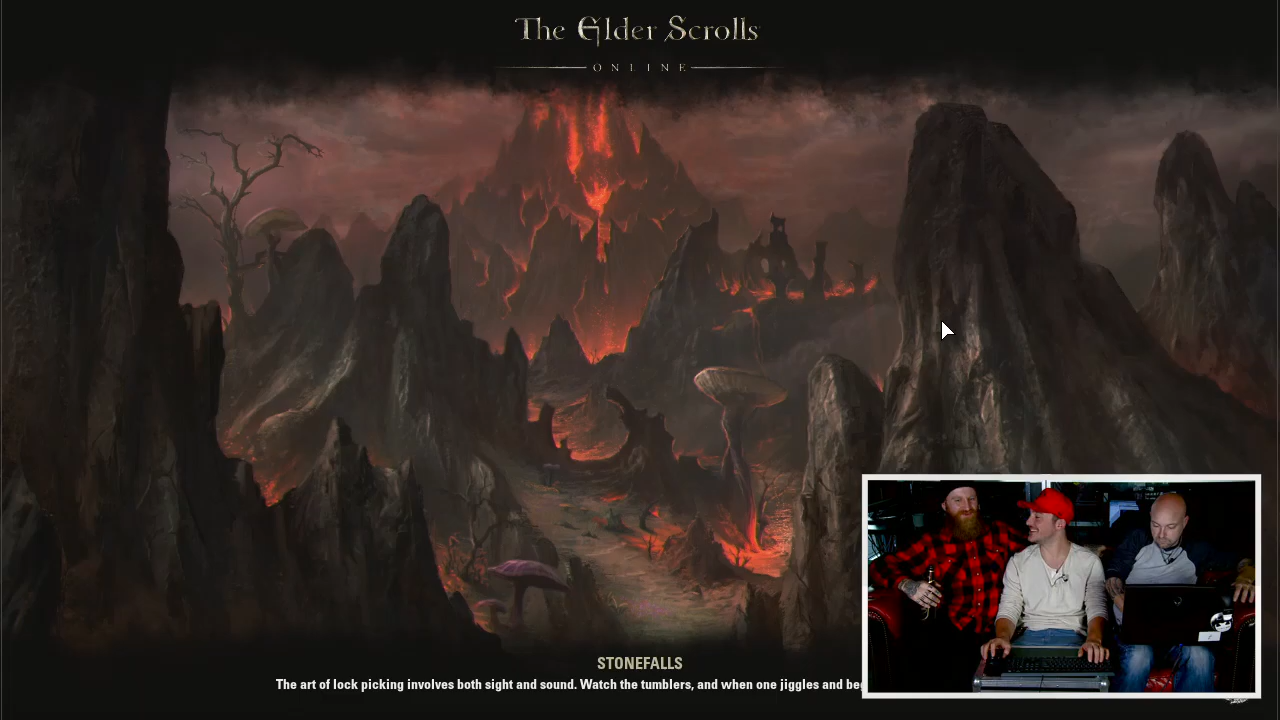 The Elder Scrolls
ONLINE
STONEFALLS
The art of lock picking involves both sight and sound. Watch the tumblers, and when one jiggles and beg